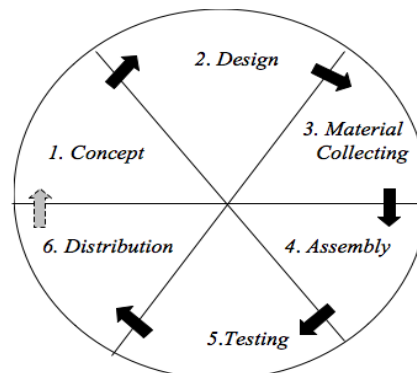 1. Concept
2. Design
3. Material
Collecting
4. Assembly
5.Testing
6. Distribution